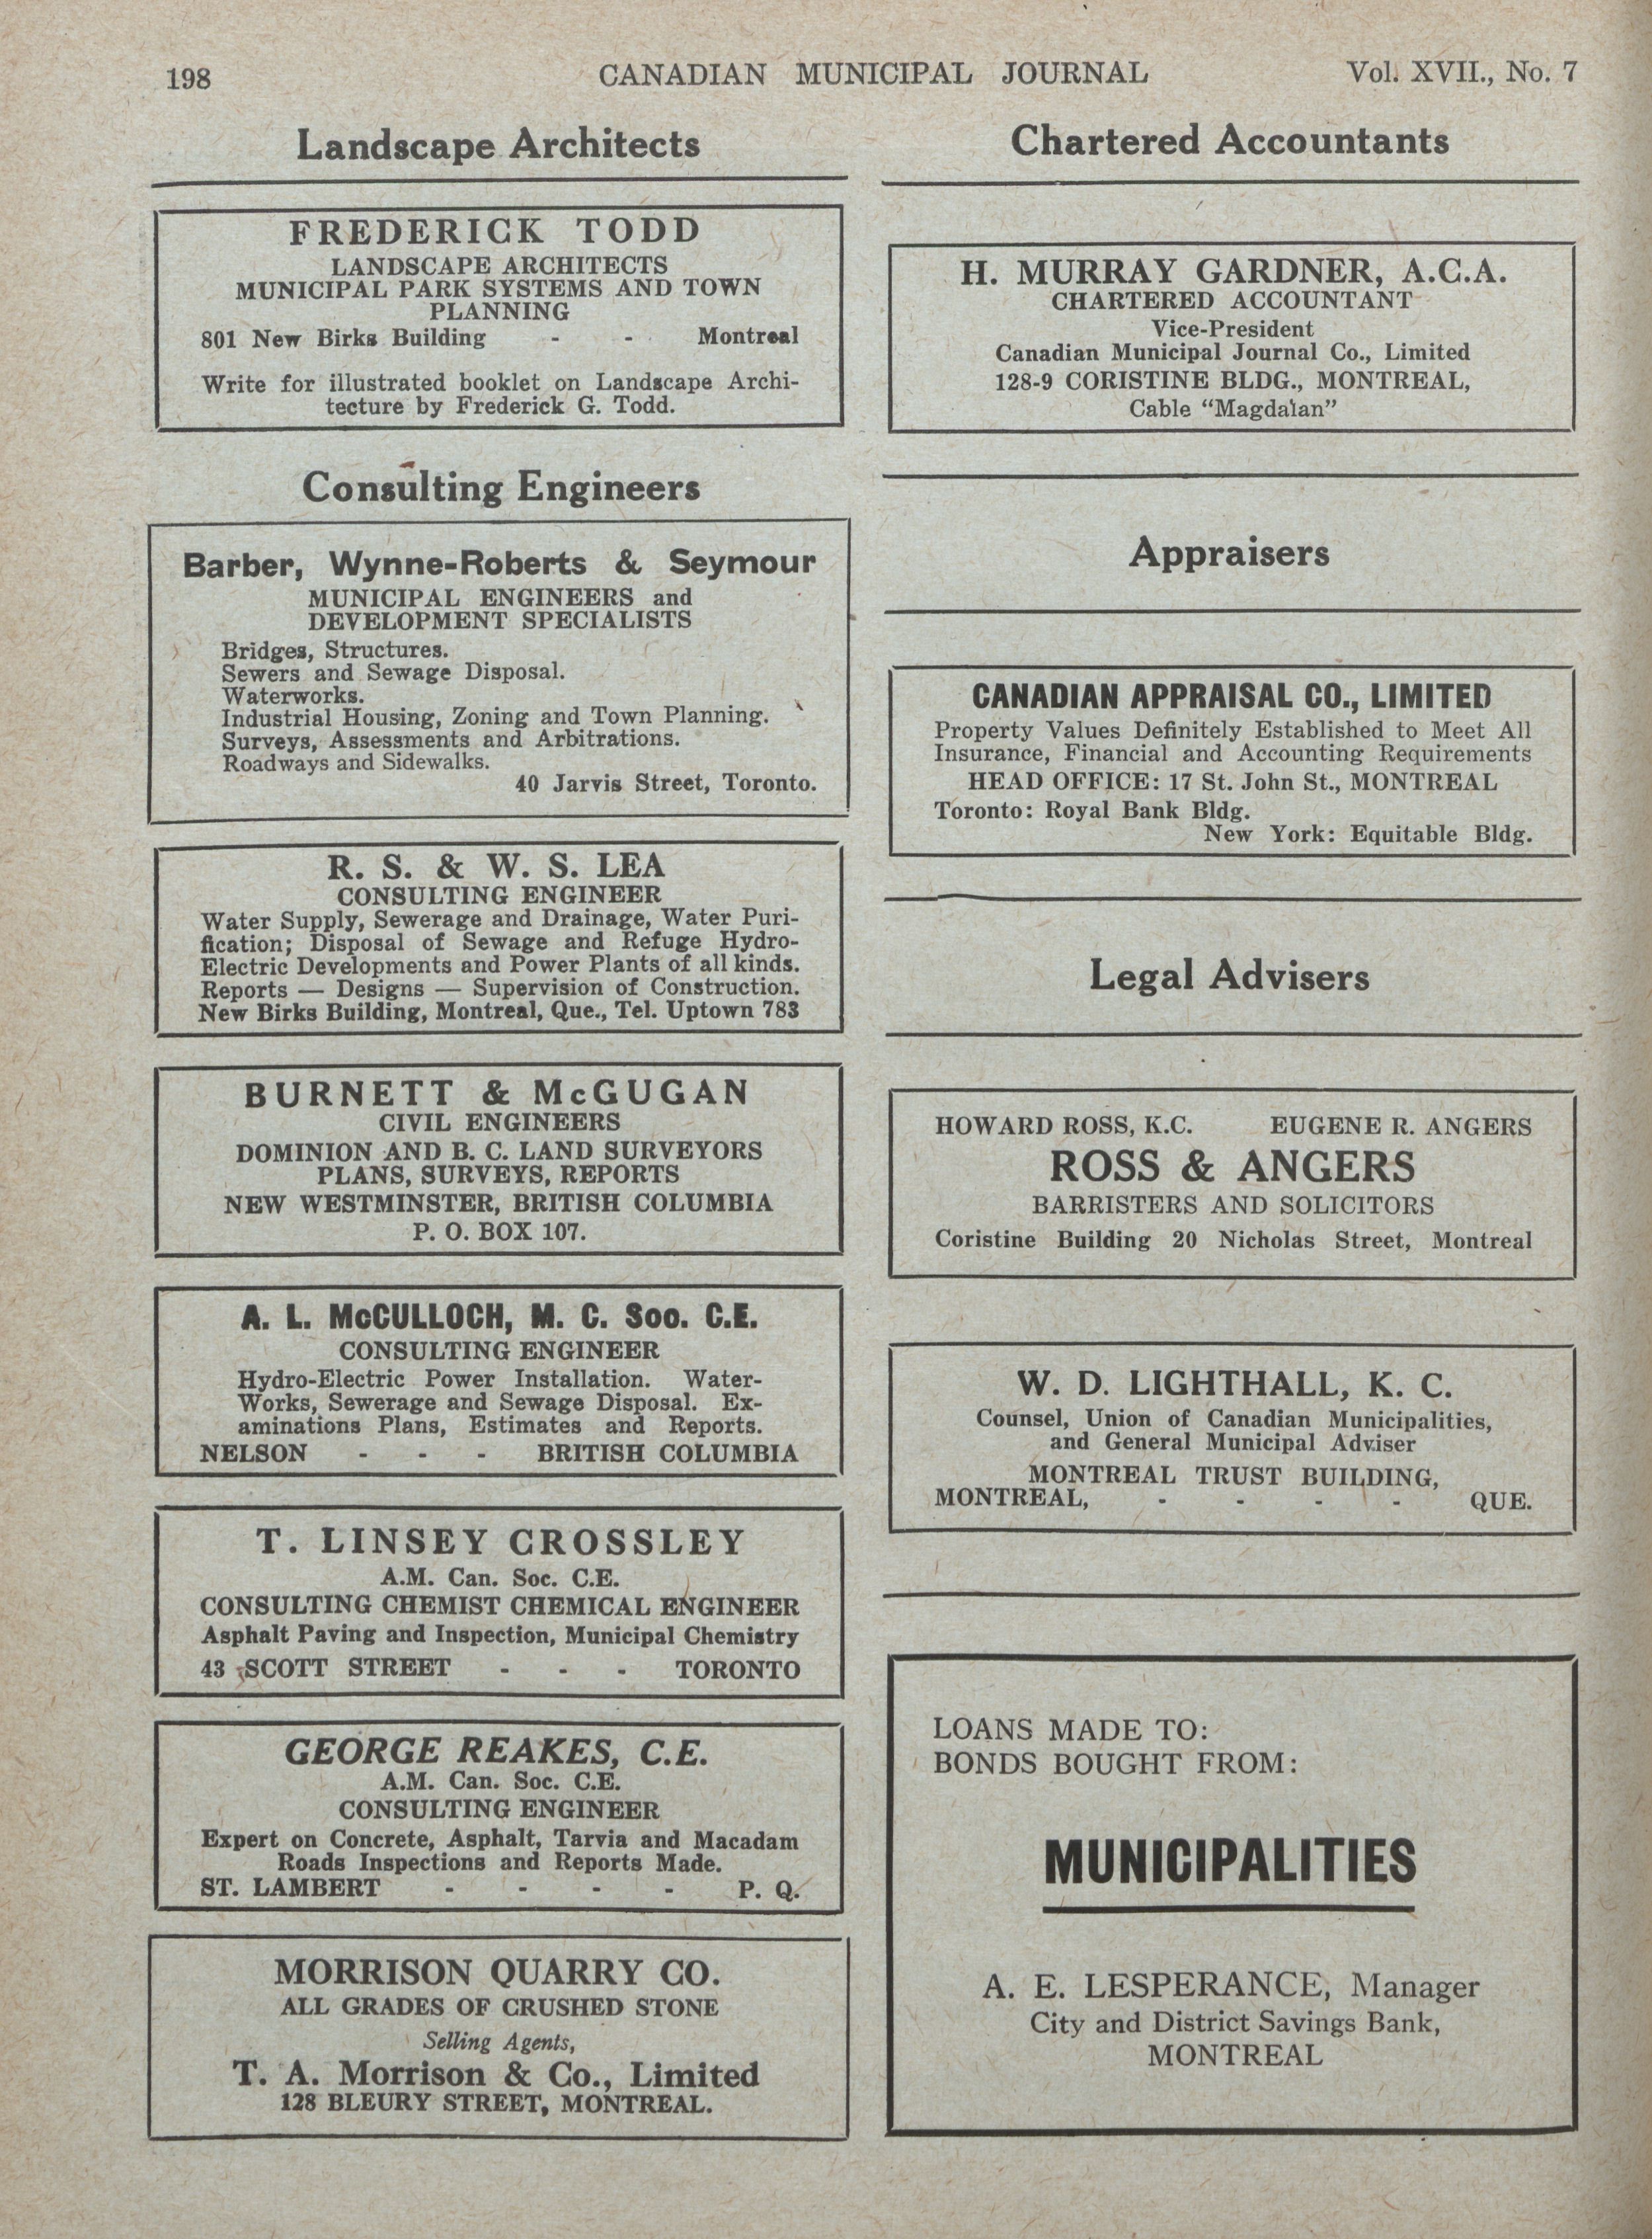 198 CANADIAN MUNICIPAL JOURNAL Vol. XVII., No. 7
Landscape Architects
FREDERICK TODD
LANDSCAPE ARCHITECTS
MUNICIPAL PARK SYSTEMS AND TOWN
PLANNING
801 New Birks Building - - Montreal
Write for illustrated booklet on Landscape Archi-
tecture by Frederick G. Todd.
Consulting Engineers
Barber, Wynne-Roberts & Seymour
MUNICIPAL ENGINEERS and
DEVELOPMENT SPECIALISTS
Bridges, Structures.
Sewers and Sewage Disposal.
Waterworks.
Industrial Housing, Zoning and Town Planning.
Surveys, Assessments and Arbitrations.
Roadways and Sidewalks.
40 Jarvis Street, Toronto.
R. S. & W. S. LEA
CONSULTING ENGINEER
Water Supply, Sewerage and Drainage, Water Puri-
fication; Disposal of Sewage and Refuge Hydro-
Electric Developments and Power Plants of all kinds.
Reports — Designs — Supervision of Construction.
New Birks Building, Montreal, Que., Tel. Uptown 783
BURNETT & McGUGAN
CIVIL ENGINEERS
DOMINION AND B. C. LAND SURVEYORS
PLANS, SURVEYS, REPORTS
NEW WESTMINSTER, BRITISH COLUMBIA
P. O. BOX 107.
A. L. McCULLOCH, M. C. Soo. C.E.
CONSULTING ENGINEER
Hydro-Electric Power Installation. Water-
Works, Sewerage and Sewage Disposal. Ex-
aminations Plans, Estimates and Reports.
NELSON - - - BRITISH COLUMBIA
T. LINSEY CROSSLEY
A.M. Can. Soc. C.E.
CONSULTING CHEMIST CHEMICAL ENGINEER
Asphalt Paving and Inspection, Municipal Chemistry
43 SCOTT STREET - - - TORONTO
GEORGE REAKES, C.E.
A.M. Can. Soc. C.E.
CONSULTING ENGINEER
Expert on Concrete, Asphalt, Tarvia and Macadam
Roads Inspections and Reports Made.
ST. LAMBERT - - - - P. Q.
MORRISON QUARRY CO.
ALL GRADES OF CRUSHED STONE
Selling Agents,
T. A. Morrison & Co., Limited
128 BLEURY STREET, MONTREAL.
Chartered Accountants
H. MURRAY GARDNER, A.C.A.
CHARTERED ACCOUNTANT
Vice-President
Canadian Municipal Journal Co., Limited
128-9 CORISTINE BLDG., MONTREAL,
Cable “Magdalan”
Appraisers
CANADIAN APPRAISAL CO., LIMITED
Property Values Definitely Established to Meet All
Insurance, Financial and Accounting Requirements
HEAD OFFICE: 17 St. John St., MONTREAL
Toronto: Royal Bank Bldg.
New York: Equitable Bldg.
Legal Advisers
HOWARD ROSS, K.C. EUGENE R. ANGERS
ROSS & ANGERS
BARRISTERS AND SOLICITORS
Coristine Building 20 Nicholas Street, Montreal
W. D. LIGHTHALL, K. C.
Counsel, Union of Canadian Municipalities,
and General Municipal Adviser
MONTREAL TRUST BUILDING,
MONTREAL, - - - - QUE.
LOANS MADE TO:
BONDS BOUGHT FROM:
MUNICIPALITIES
A. E. LESPERANCE, Manager
City and District Savings Bank,
MONTREAL